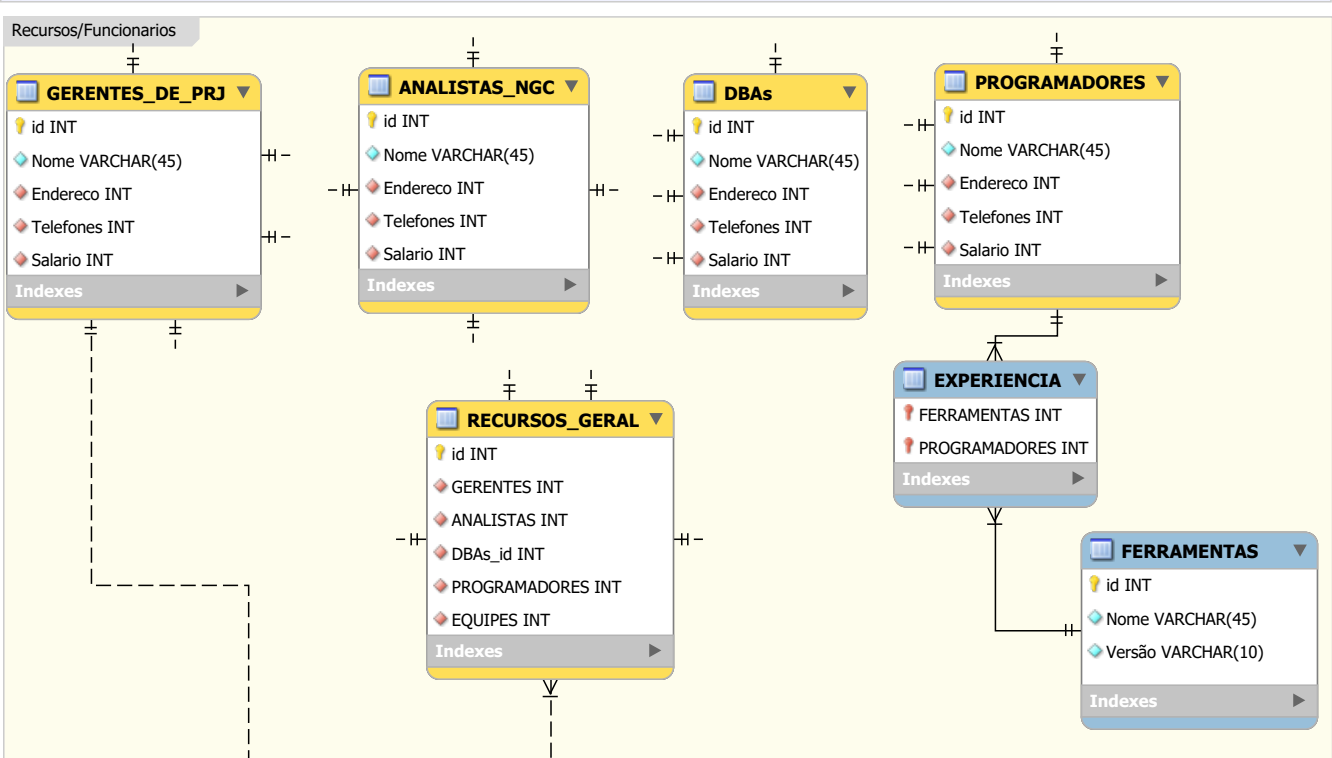 Recursos/Funcionarios
GERENTES_DE_PRJ
id INT
Nome VARCHAR(45)
Endereco INT
Telefones INT
Salario INT
Indexes
ANALISTAS_NGC
id INT
Nome VARCHAR(45)
Endereco INT
Telefones INT
Salario INT
Indexes
DBAs
id INT
Nome VARCHAR(45)
Endereco INT
Telefones INT
Salario INT
Indexes
PROGRAMADORES
id INT
Nome VARCHAR(45)
Endereco INT
Telefones INT
Salario INT
Indexes
RECURSOS_GERAL
id INT
GERENTES INT
ANALISTAS INT
DBAs_id INT
PROGRAMADORES INT
EQUIPES INT
Indexes
EXPERIENCIA
FERRAMENTAS INT
PROGRAMADORES INT
Indexes
FERRAMENTAS
id INT
Nome VARCHAR(45)
Versão VARCHAR(10)
Indexes